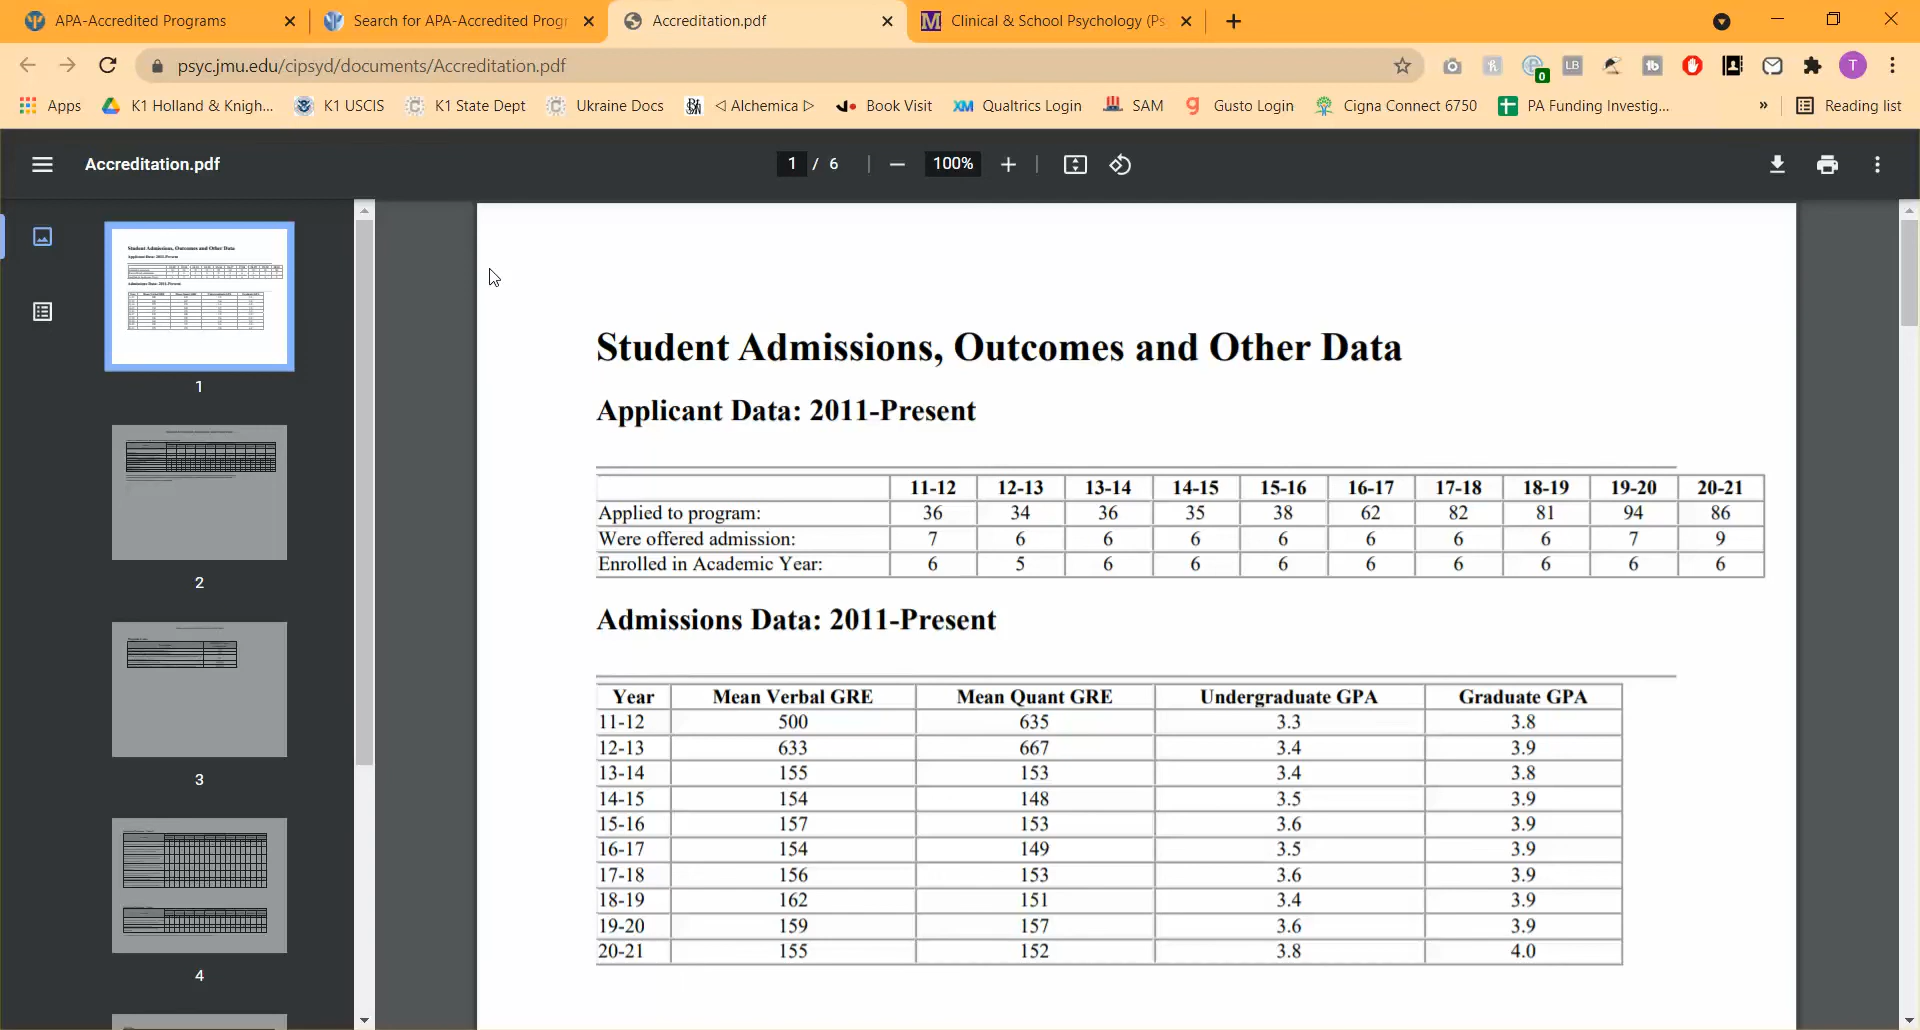 APA-Accredited Programs
Search for APA-Accredited Progr
Accreditation.pdf
Clinical & School Psychology (Ps
psyc.jmu.edu/cipsyd/documents/Accreditation.pdf
0
LB
T
Apps
K1 Holland & Knigh...
K1 USCIS
K1 State Dept
Ukraine Docs
◁ Alchemica ▷
Book Visit
XM Qualtrics Login
SAM
Gusto Login
Cigna Connect 6750
PA Funding Investig...
»
Reading list
Accreditation.pdf
1 / 6
100%
1
2
3
4
Student Admissions, Outcomes and Other Data
Applicant Data: 2011-Present
11-12 12-13 13-14 14-15 15-16 16-17 17-18 18-19 19-20 20-21
Applied to program: 36 34 36 35 38 62 82 81 94 86
Were offered admission: 7 6 6 6 6 6 6 6 7 9
Enrolled in Academic Year: 6 5 6 6 6 6 6 6 6 6
Admissions Data: 2011-Present
Year Mean Verbal GRE Mean Quant GRE Undergraduate GPA Graduate GPA
11-12 500 635 3.3 3.8
12-13 633 667 3.4 3.9
13-14 155 153 3.4 3.8
14-15 154 148 3.5 3.9
15-16 157 153 3.6 3.9
16-17 154 149 3.5 3.9
17-18 156 153 3.6 3.9
18-19 162 151 3.4 3.9
19-20 159 157 3.6 3.9
20-21 155 152 3.8 4.0